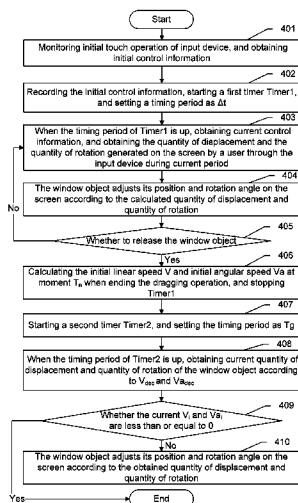 Start
401
Monitoring initial touch operation of input device, and obtaining
initial control information
402
Recording the initial control information, starting a first timer Timer1,
and setting a timing period as Δt
403
When the timing period of Timer1 is up, obtaining current control
information, and obtaining the quantity of displacement and
the quantity of rotation generated on the screen by a user through the
input device during current period
404
The window object adjusts its position and rotation angle on the
screen according to the calculated quantity of displacement and
quantity of rotation
405
No
Whether to release the window object
Yes
406
Calculating the initial linear speed V and initial angular speed Va at
moment Tn when ending the dragging operation, and stopping
Timer1
407
Starting a second timer Timer2, and setting the timing period as Tg
408
When the timing period of Timer2 is up, obtaining current quantity of
displacement and quantity of rotation of the window object according
to Vdec and Vadec
409
Whether the current Vi and Vai
are less than or equal to 0
No
410
The window object adjusts its position and rotation angle on the
screen according to the obtained quantity of displacement and
quantity of rotation
Yes
End